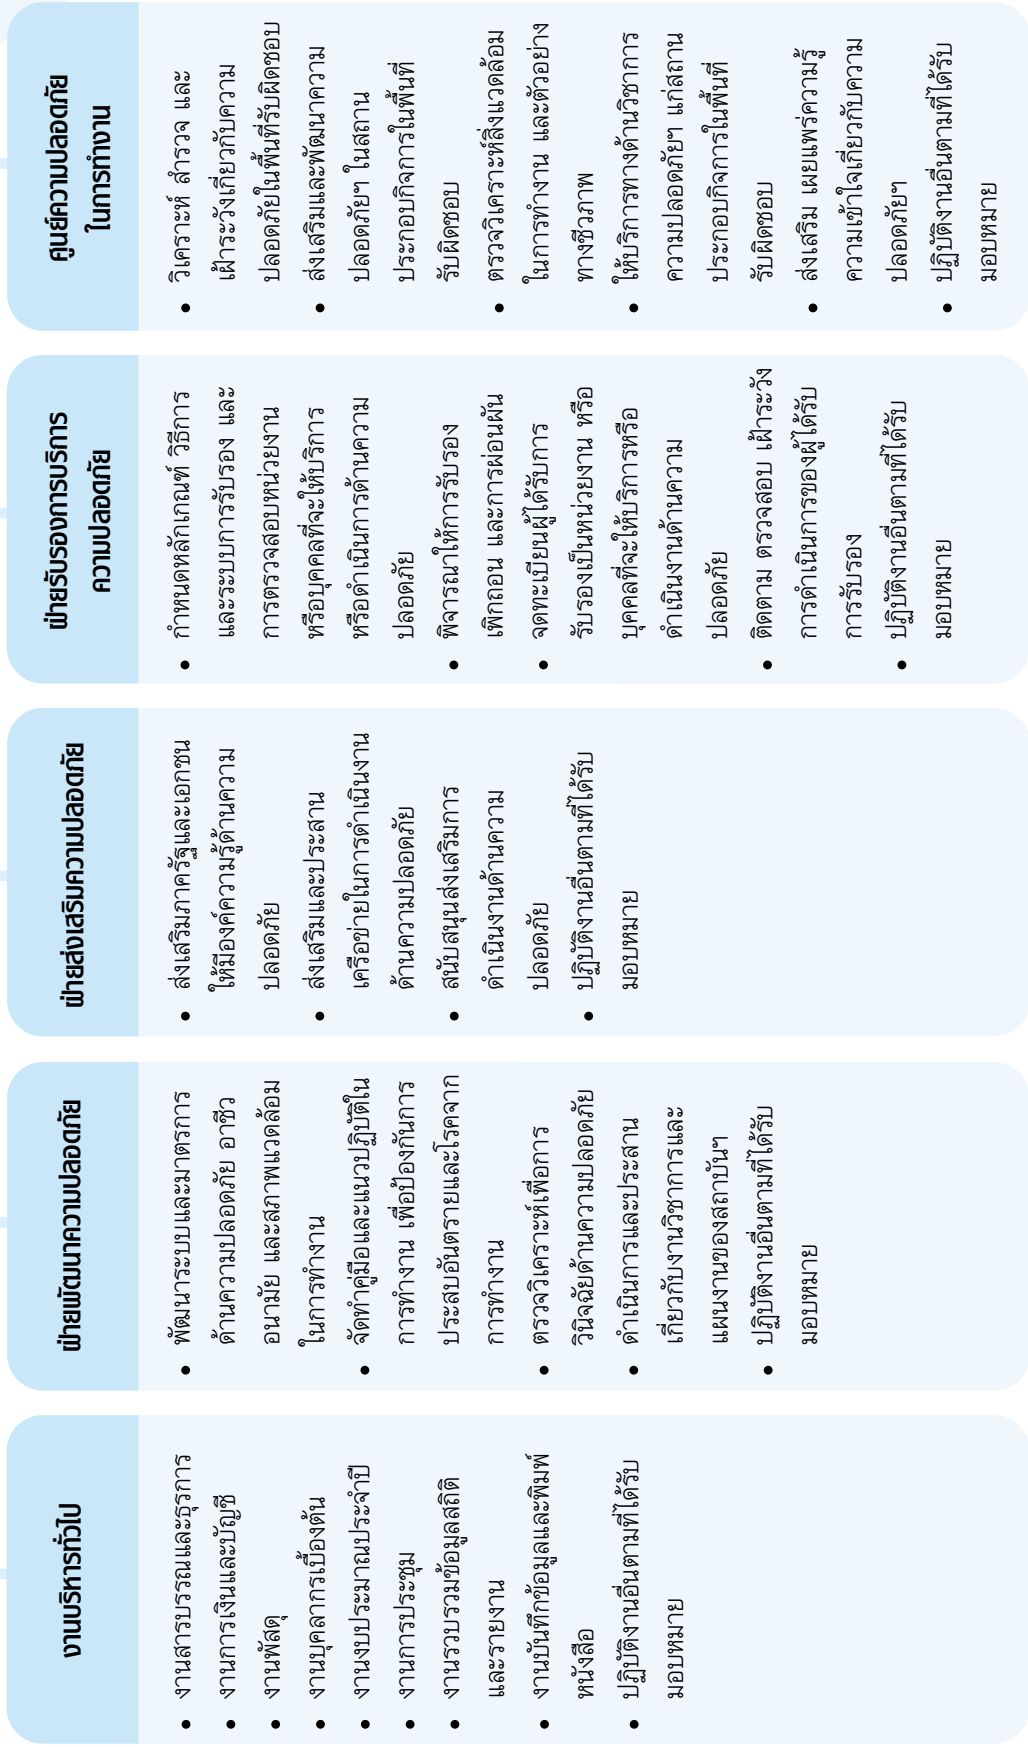 งานบริหารทั่วไป
• งานสารบรรณและธุรการ
• งานการเงินและบัญชี
• งานพัสดุ
• งานบุคลากรเบื้องต้น
• งานงบประมาณประจำปี
• งานการประชุม
• งานรวบรวมข้อมูลสถิติ
และรายงาน
• งานบันทึกข้อมูลและพิมพ์
หนังสือ
• ปฏิบัติงานอื่นตามที่ได้รับ
มอบหมาย
ฝ่ายพัฒนาความปลอดภัย
• พัฒนาระบบและมาตรการ
ด้านความปลอดภัย อาชีว
อนามัย และสภาพแวดล้อม
ในการทำงาน
• จัดทำคู่มือและแนวปฏิบัติใน
การทำงาน เพื่อป้องกันการ
ประสบอันตรายและโรคจาก
การทำงาน
• ตรวจวิเคราะห์เพื่อการ
วินิจฉัยด้านความปลอดภัย
• ดำเนินการและประสาน
เกี่ยวกับงานวิชาการและ
แผนงานของสถาบันฯ
• ปฏิบัติงานอื่นตามที่ได้รับ
มอบหมาย
ฝ่ายส่งเสริมความปลอดภัย
• ส่งเสริมภาครัฐและเอกชน
ให้มีองค์ความรู้ด้านความ
ปลอดภัย
• ส่งเสริมและประสาน
เครือข่ายในการดำเนินงาน
ด้านความปลอดภัย
• สนับสนุนส่งเสริมการ
ดำเนินงานด้านความ
ปลอดภัย
• ปฏิบัติงานอื่นตามที่ได้รับ
มอบหมาย
ฝ่ายรับรองการบริการ
ความปลอดภัย
• กำหนดหลักเกณฑ์ วิธีการ
และระบบการรับรอง และ
การตรวจสอบหน่วยงาน
หรือบุคคลที่จะให้บริการ
หรือดำเนินการด้านความ
ปลอดภัย
• พิจารณาให้การรับรอง
เพิกถอน และการผ่อนผัน
• จดทะเบียนผู้ได้รับการ
รับรองเป็นหน่วยงาน หรือ
บุคคลที่จะให้บริการหรือ
ดำเนินงานด้านความ
ปลอดภัย
• ติดตาม ตรวจสอบ เฝ้าระวัง
การดำเนินการของผู้ได้รับ
การรับรอง
• ปฏิบัติงานอื่นตามที่ได้รับ
มอบหมาย
ศูนย์ความปลอดภัย
ในการทำงาน
• วิเคราะห์ สำรวจ และ
เฝ้าระวังเกี่ยวกับความ
ปลอดภัยในพื้นที่รับผิดชอบ
• ส่งเสริมและพัฒนาความ
ปลอดภัยฯ ในสถาน
ประกอบกิจการในพื้นที่
รับผิดชอบ
• ตรวจวิเคราะห์สิ่งแวดล้อม
ในการทำงาน และตัวอย่าง
ทางชีวภาพ
• ให้บริการทางด้านวิชาการ
ความปลอดภัยฯ แก่สถาน
ประกอบกิจการในพื้นที่
รับผิดชอบ
• ส่งเสริม เผยแพร่ความรู้
ความเข้าใจเกี่ยวกับความ
ปลอดภัยฯ
• ปฏิบัติงานอื่นตามที่ได้รับ
มอบหมาย